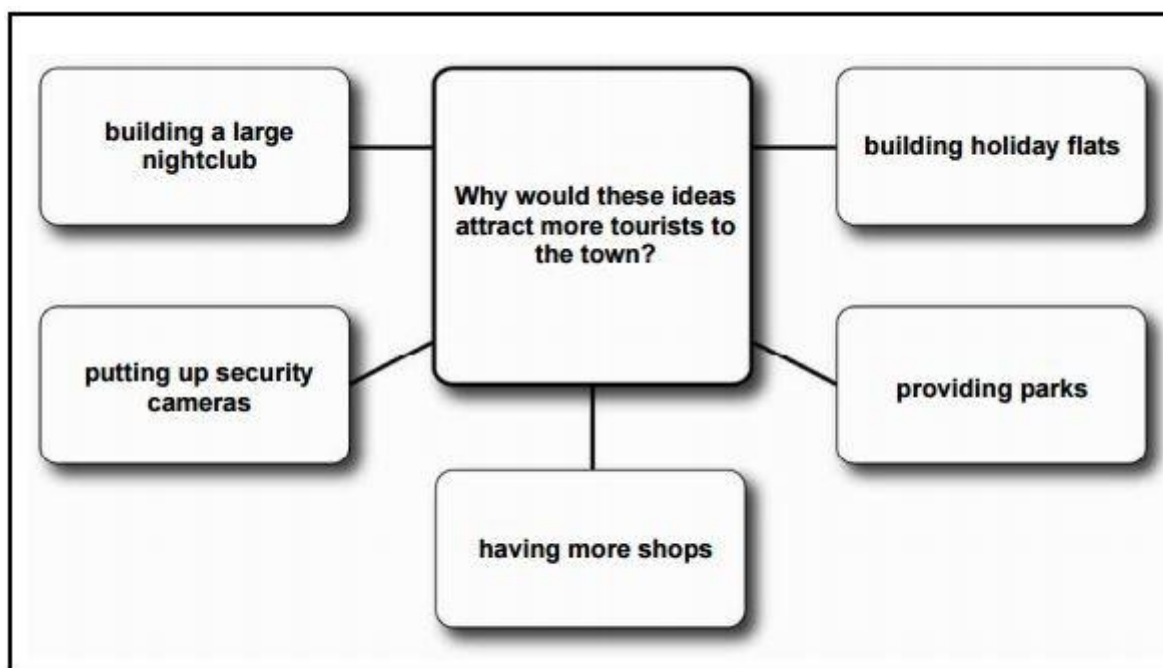 building a large
nightclub
Why would these ideas
attract more tourists to
the town?
building holiday flats
putting up security
cameras
providing parks
having more shops